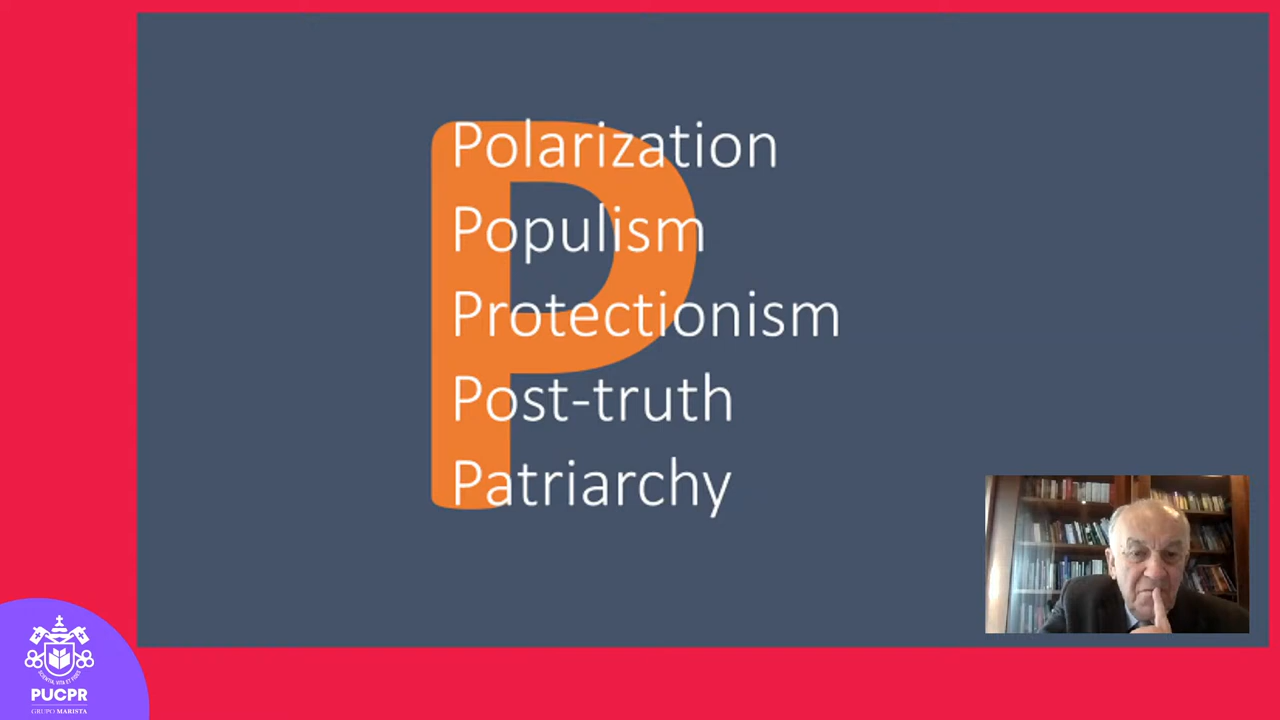 Polarization
Populism
Protectionism
Post-truth
Patriarchy
P
PUCPR
GRUPO MARISTA